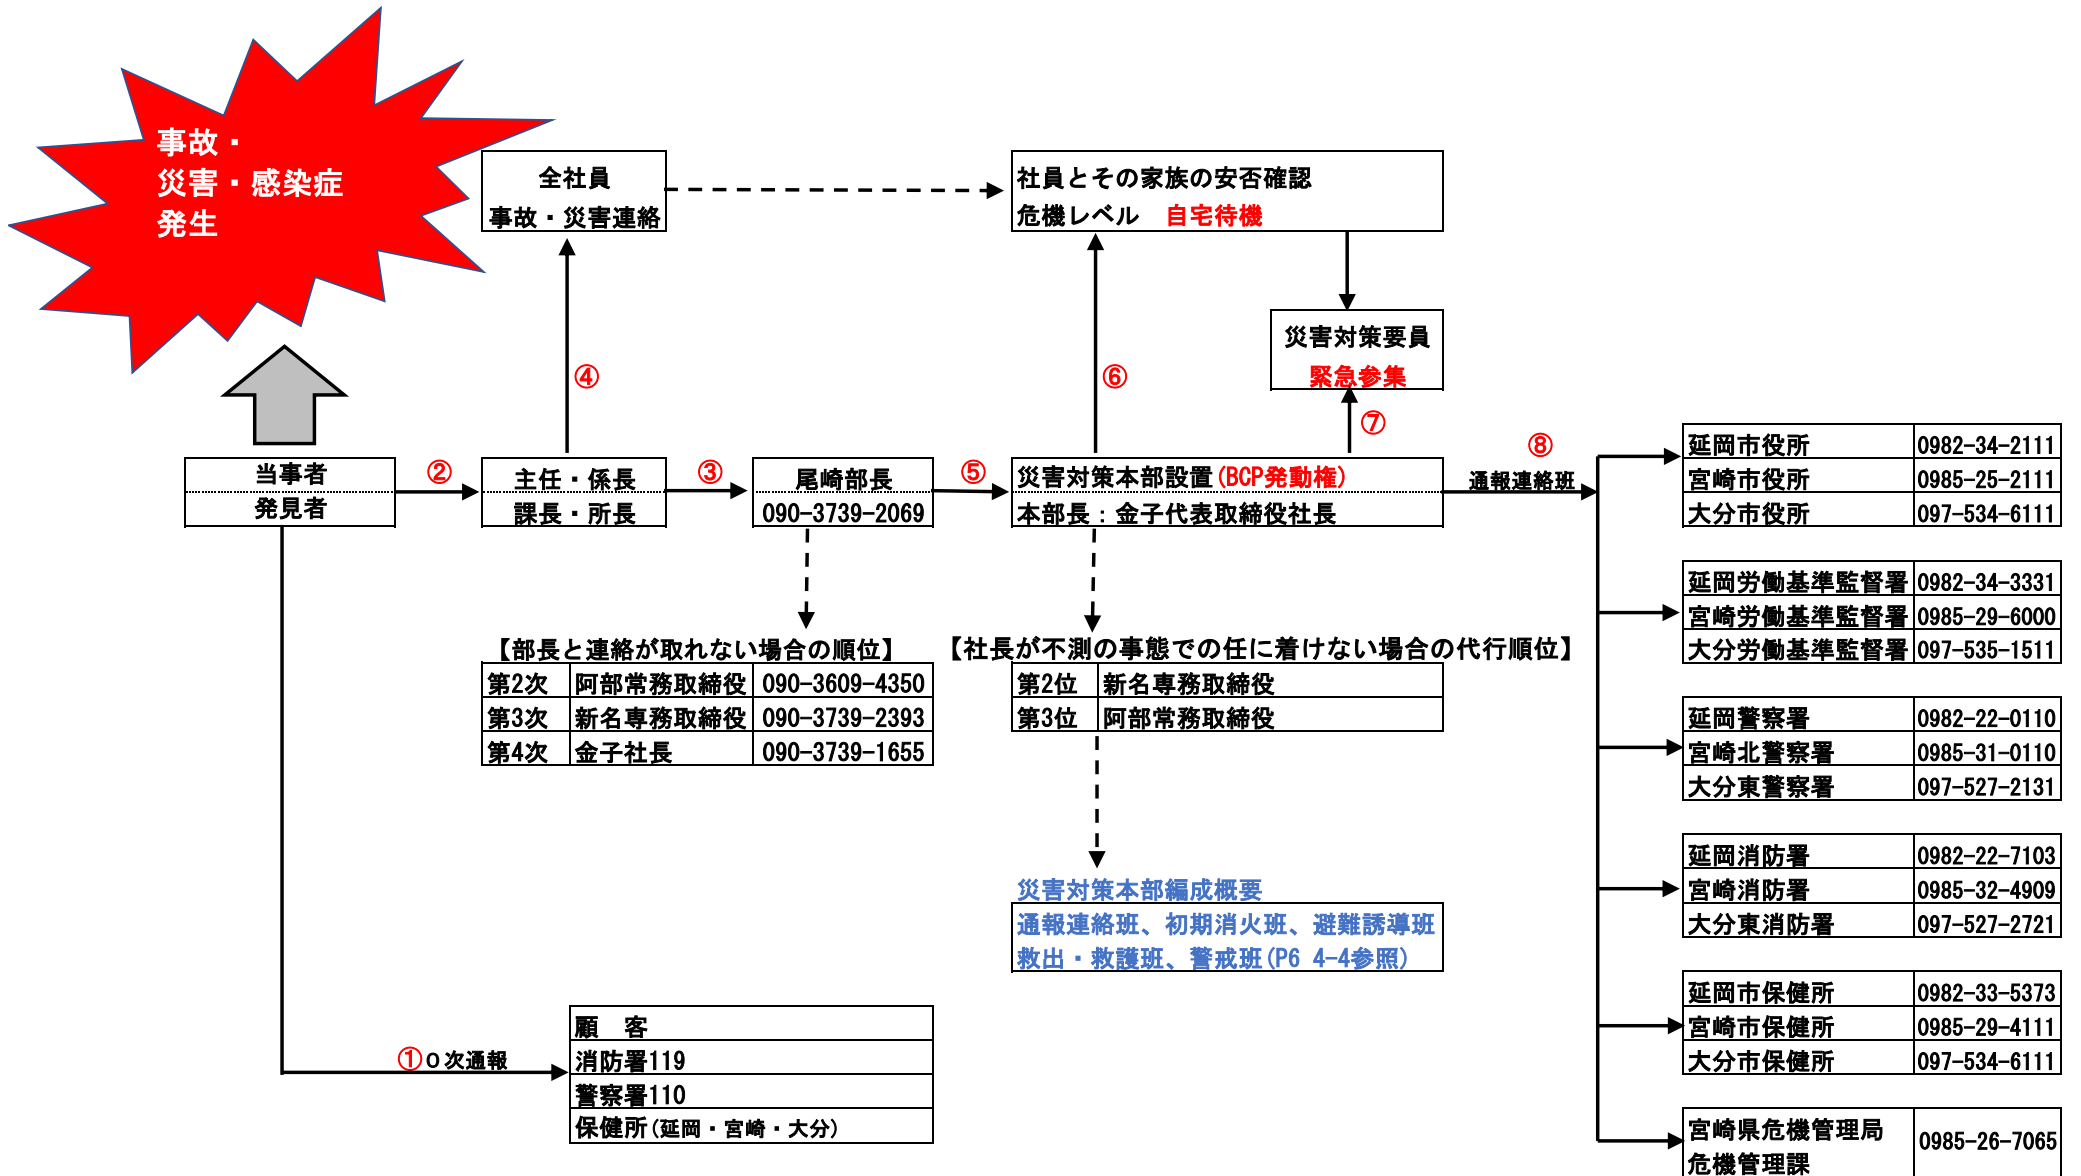 事故・
災害・感染症
発生
全社員
事故・災害連絡
社員とその家族の安否確認
危機レベル　自宅待機
災害対策要員
緊急参集
④
⑥
⑦
⑧
当事者
発見者
②
主任・係長
課長・所長
③
尾崎部長
090-3739-2069
⑤
災害対策本部設置(BCP発動権)
本部長：金子代表取締役社長
通報連絡班
延岡市役所 0982-34-2111
宮崎市役所 0985-25-2111
大分市役所 097-534-6111
延岡労働基準監督署 0982-34-3331
宮崎労働基準監督署 0985-29-6000
大分労働基準監督署 097-535-1511
【部長と連絡が取れない場合の順位】
第2次 阿部常務取締役 090-3609-4350
第3次 新名専務取締役 090-3739-2393
第4次 金子社長 090-3739-1655
【社長が不測の事態での任に着けない場合の代行順位】
第2位 新名専務取締役
第3位 阿部常務取締役
延岡警察署 0982-22-0110
宮崎北警察署 0985-31-0110
大分東警察署 097-527-2131
延岡消防署 0982-22-7103
宮崎消防署 0985-32-4909
大分東消防署 097-527-2721
災害対策本部編成概要
通報連絡班、初期消火班、避難誘導班
救出・救護班、警戒班(P6 4-4参照)
延岡市保健所 0982-33-5373
宮崎市保健所 0985-29-4111
大分市保健所 097-534-6111
①０次通報
顧　客
消防署119
警察署110
保健所(延岡・宮崎・大分)
宮崎県危機管理局
危機管理課
0985-26-7065